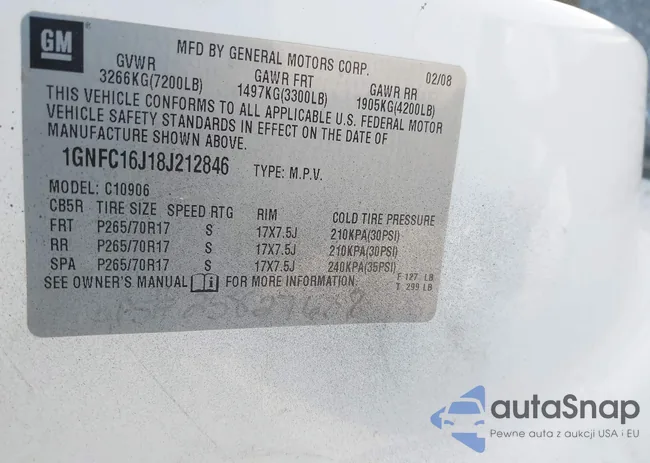 GM
MFD BY GENERAL MOTORS CORP.
02/08
GVWR GAWR FRT GAWR RR
3266KG(7200LB) 1497KG(3300LB) 1905KG(4200LB)
THIS VEHICLE CONFORMS TO ALL APPLICABLE U.S. FEDERAL MOTOR
VEHICLE SAFETY STANDARDS IN EFFECT ON THE DATE OF
MANUFACTURE SHOWN ABOVE.
1GNFC16J18J212846 TYPE: M.P.V.
MODEL: C10906
CB5R TIRE SIZE SPEED RTG RIM COLD TIRE PRESSURE
FRT P265/70R17 S 17X7.5J 210KPA(30PSI)
RR P265/70R17 S 17X7.5J 210KPA(30PSI)
SPA P265/70R17 S 17X7.5J 240KPA(35PSI)
SEE OWNER'S MANUAL i FOR MORE INFORMATION.
F 127 LB
T 299 LB
autaSnap
Pewne auta z aukcji USA i EU